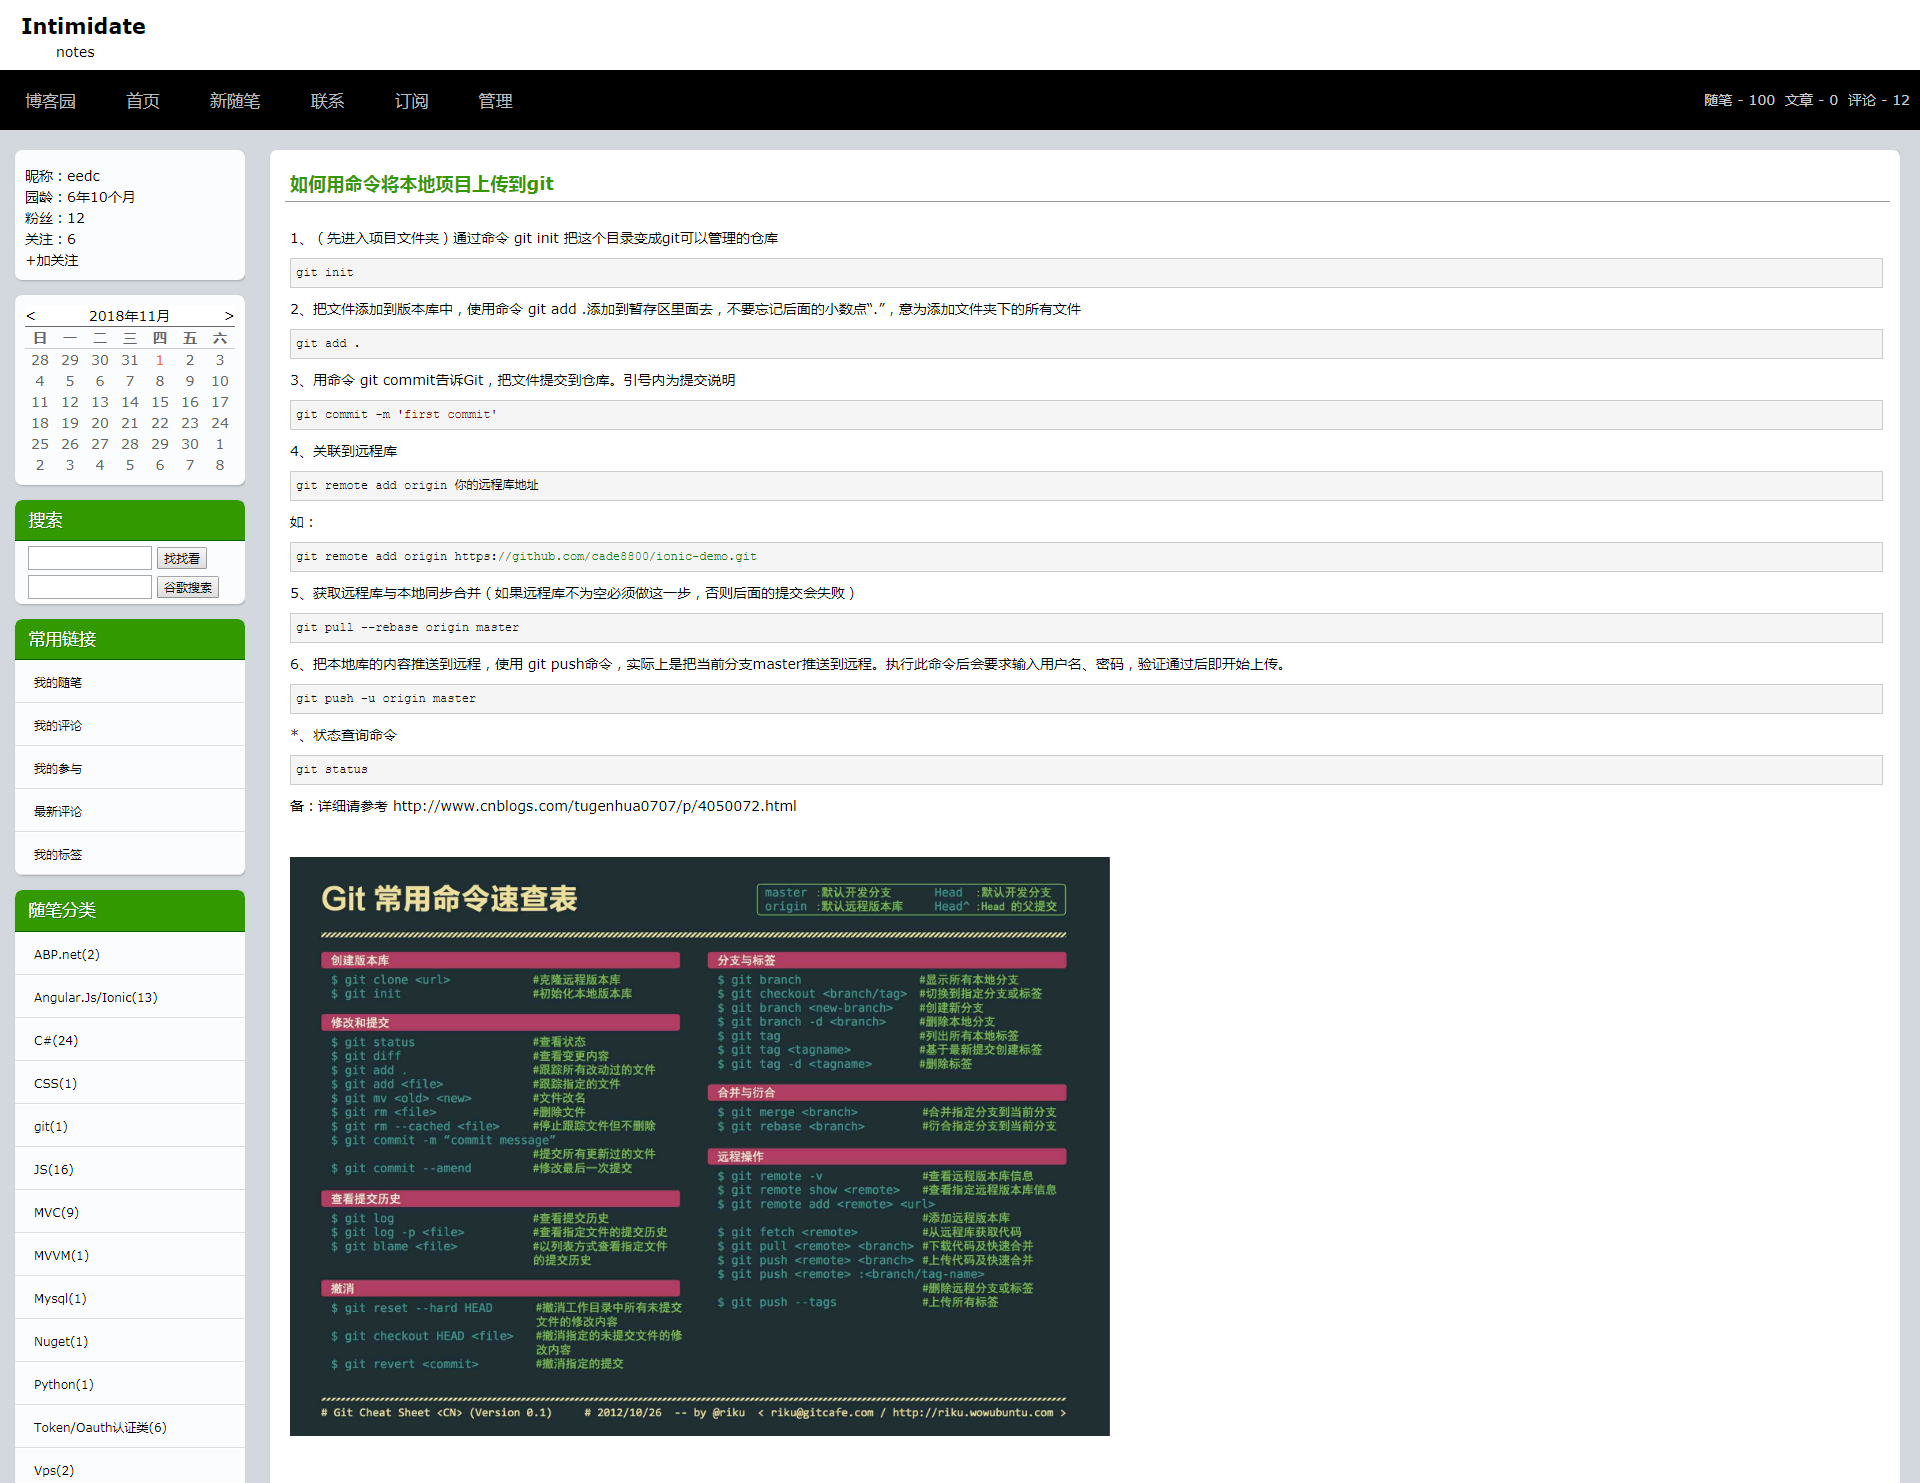 Intimidate
notes
博客园 首页 新随笔 联系 订阅 管理 随笔 - 100 文章 - 0 评论 - 12
昵称：eedc
园龄：6年10个月
粉丝：12
关注：6
+加关注
< 2018年11月 >
日 一 二 三 四 五 六
28 29 30 31 1 2 3
4 5 6 7 8 9 10
11 12 13 14 15 16 17
18 19 20 21 22 23 24
25 26 27 28 29 30 1
2 3 4 5 6 7 8
搜索
找找看
谷歌搜索
常用链接
我的随笔
我的评论
我的参与
最新评论
我的标签
随笔分类
ABP.net(2)
Angular.Js/Ionic(13)
C#(24)
CSS(1)
git(1)
JS(16)
MVC(9)
MVVM(1)
Mysql(1)
Nuget(1)
Python(1)
Token/Oauth认证类(6)
Vps(2)
如何用命令将本地项目上传到git
1、（先进入项目文件夹）通过命令 git init 把这个目录变成git可以管理的仓库
git init
2、把文件添加到版本库中，使用命令 git add .添加到暂存区里面去，不要忘记后面的小数点“.”，意为添加文件夹下的所有文件
git add .
3、用命令 git commit告诉Git，把文件提交到仓库。引号内为提交说明
git commit -m 'first commit'
4、关联到远程库
git remote add origin 你的远程库地址
如：
git remote add origin https://github.com/cade8800/ionic-demo.git
5、获取远程库与本地同步合并（如果远程库不为空必须做这一步，否则后面的提交会失败）
git pull --rebase origin master
6、把本地库的内容推送到远程，使用 git push命令，实际上是把当前分支master推送到远程。执行此命令后会要求输入用户名、密码，验证通过后即开始上传。
git push -u origin master
*、状态查询命令
git status
备：详细请参考 http://www.cnblogs.com/tugenhua0707/p/4050072.html
Git 常用命令速查表
master :默认开发分支 Head :默认开发分支
origin :默认远程版本库 Head^ :Head 的父提交
创建版本库
$ git clone <url> #克隆远程版本库
$ git init #初始化本地版本库
修改和提交
$ git status #查看状态
$ git diff #查看变更内容
$ git add . #跟踪所有改动过的文件
$ git add <file> #跟踪指定的文件
$ git mv <old> <new> #文件改名
$ git rm <file> #删除文件
$ git rm --cached <file> #停止跟踪文件但不删除
$ git commit -m “commit message”
#提交所有更新过的文件
$ git commit --amend #修改最后一次提交
查看提交历史
$ git log #查看提交历史
$ git log -p <file> #查看指定文件的提交历史
$ git blame <file> #以列表方式查看指定文件
的提交历史
撤消
$ git reset --hard HEAD #撤消工作目录中所有未提交
文件的修改内容
$ git checkout HEAD <file> #撤消指定的未提交文件的修
改内容
$ git revert <commit> #撤消指定的提交
分支与标签
$ git branch #显示所有本地分支
$ git checkout <branch/tag> #切换到指定分支或标签
$ git branch <new-branch> #创建新分支
$ git branch -d <branch> #删除本地分支
$ git tag #列出所有本地标签
$ git tag <tagname> #基于最新提交创建标签
$ git tag -d <tagname> #删除标签
合并与衍合
$ git merge <branch> #合并指定分支到当前分支
$ git rebase <branch> #衍合指定分支到当前分支
远程操作
$ git remote -v #查看远程版本库信息
$ git remote show <remote> #查看指定远程版本库信息
$ git remote add <remote> <url>
#添加远程版本库
$ git fetch <remote> #从远程库获取代码
$ git pull <remote> <branch> #下载代码及快速合并
$ git push <remote> <branch> #上传代码及快速合并
$ git push <remote> :<branch/tag-name>
#删除远程分支或标签
$ git push --tags #上传所有标签
# Git Cheat Sheet <CN> (Version 0.1) # 2012/10/26 -- by @riku < riku@gitcafe.com / http://riku.wowubuntu.com >